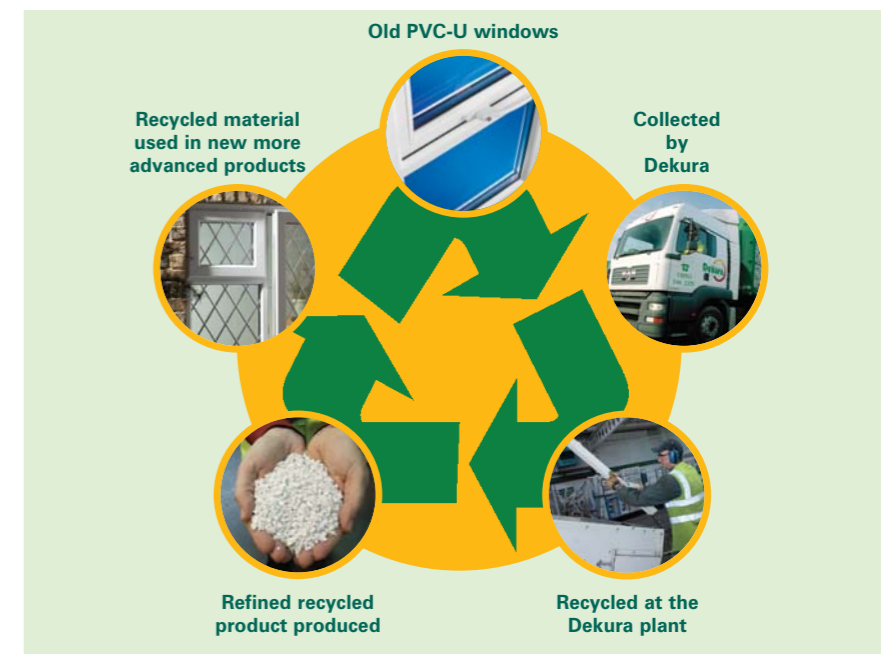 Old PVC-U windows
Collected
by
Dekura
Recycled at the
Dekura plant
Refined recycled
product produced
Recycled material
used in new more
advanced products
Dekura